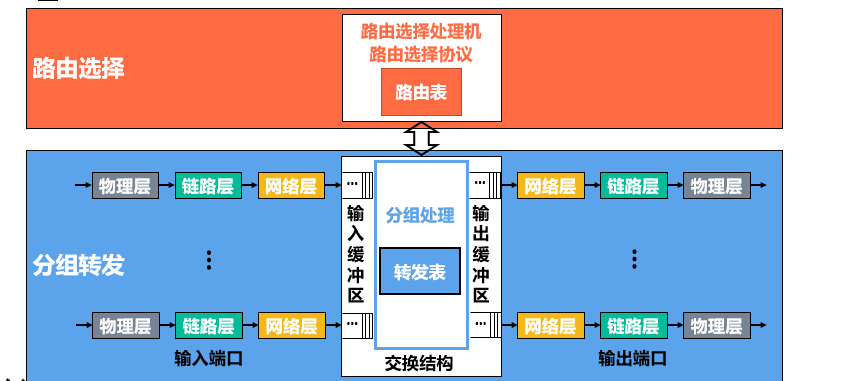 路由选择
路由选择处理机
路由选择协议
路由表
物理层
链路层
网络层
...
...
网络层
链路层
物理层
分组转发
输入缓冲区
分组处理
转发表
输出缓冲区
物理层
链路层
网络层
...
...
网络层
链路层
物理层
输入端口
交换结构
输出端口